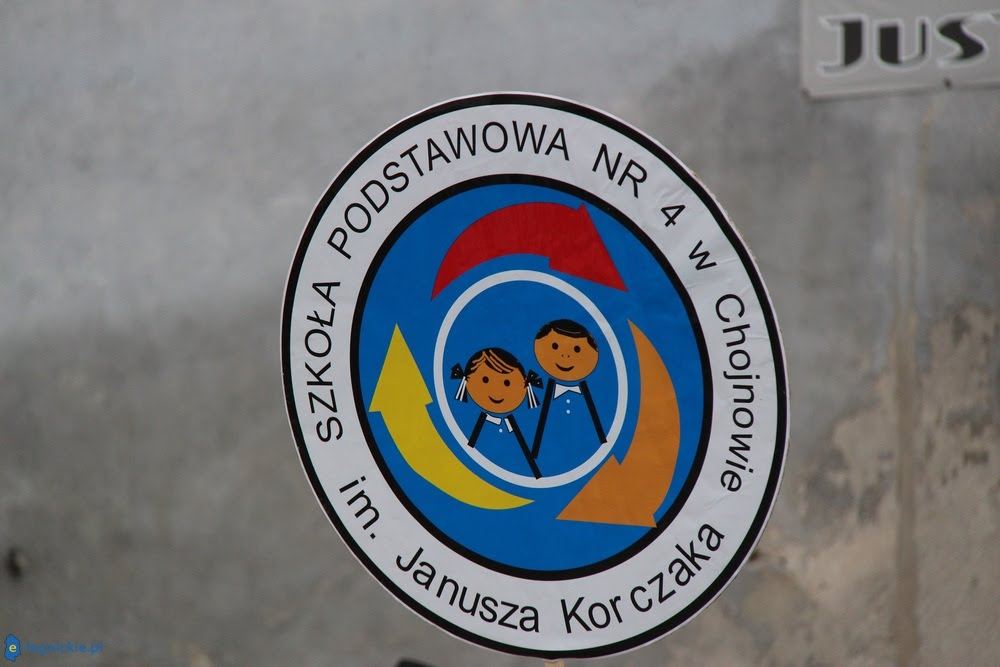 JUS
SZKOŁA PODSTAWOWA NR 4 w Chojnowie
im. Janusza Korczaka
e-legnickie.pl